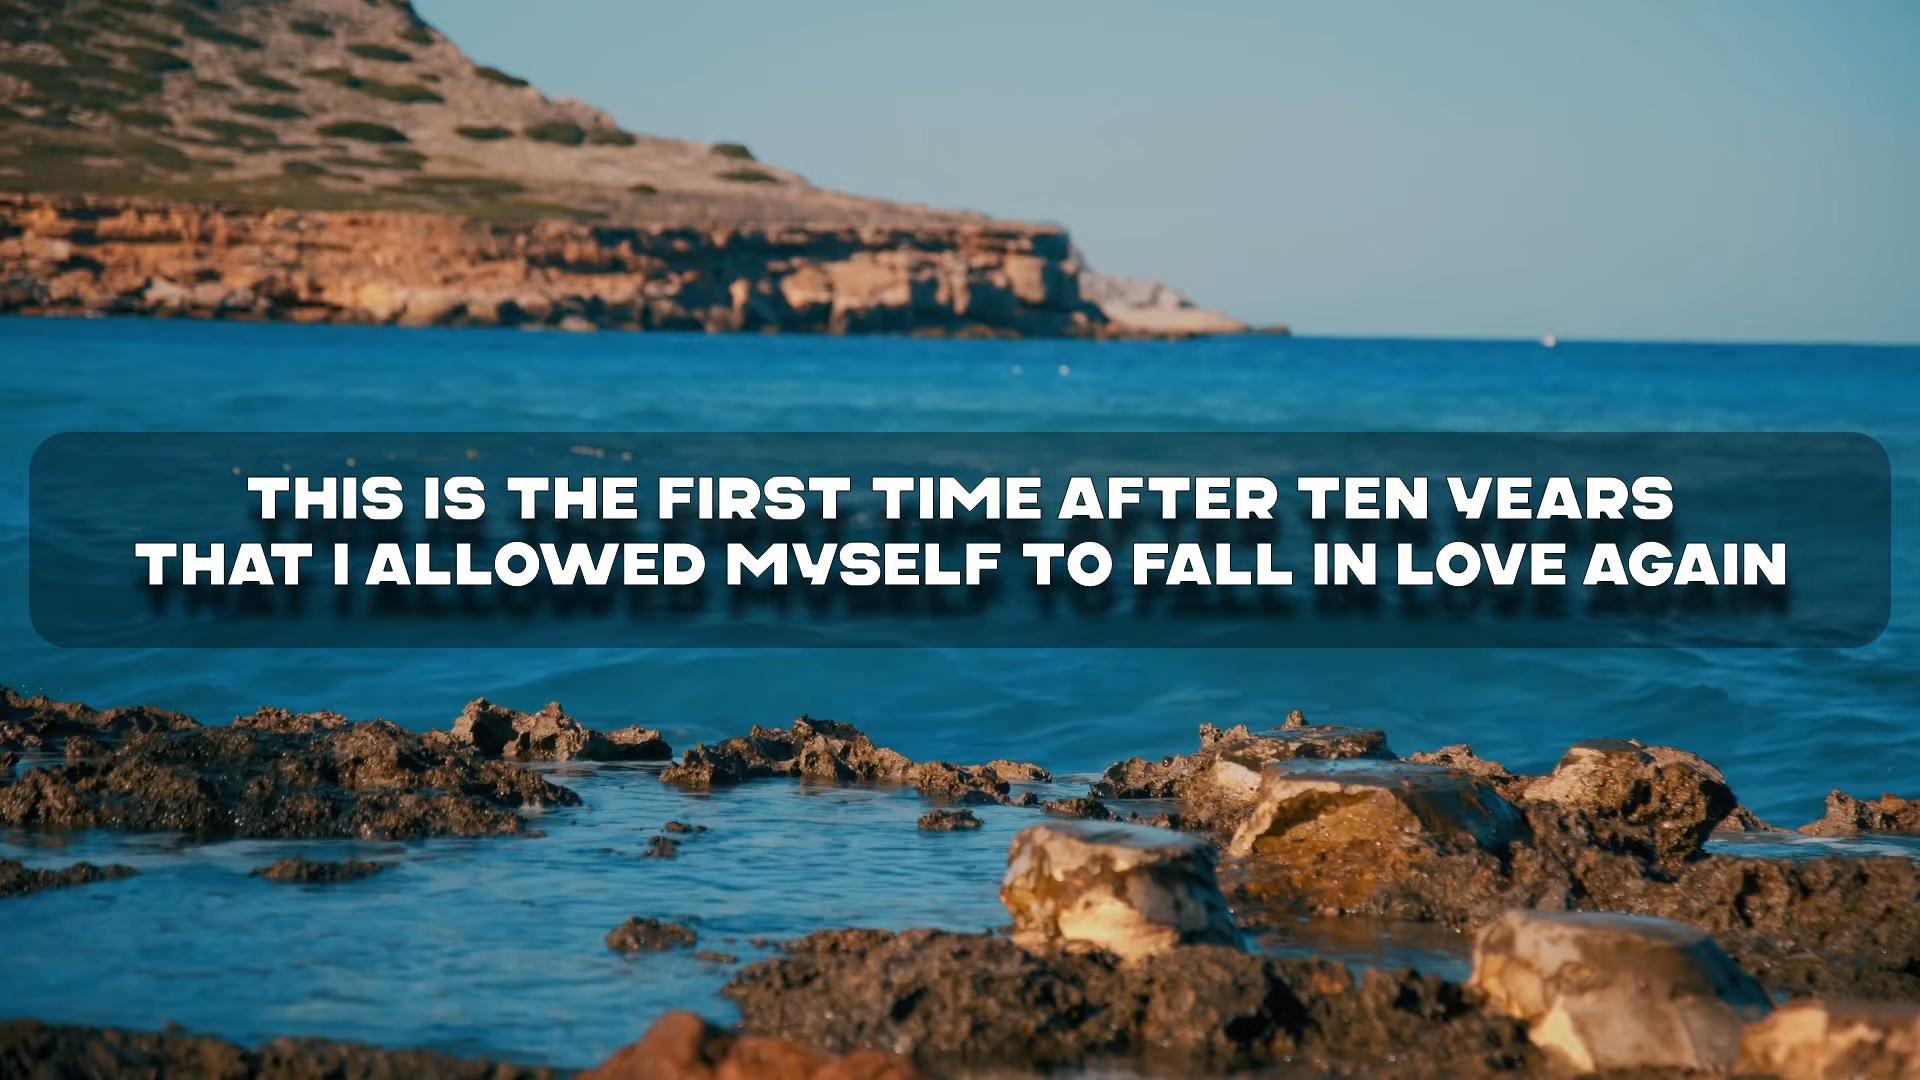 THIS IS THE FIRST TIME AFTER TEN YEARS
THAT I ALLOWED MYSELF TO FALL IN LOVE AGAIN